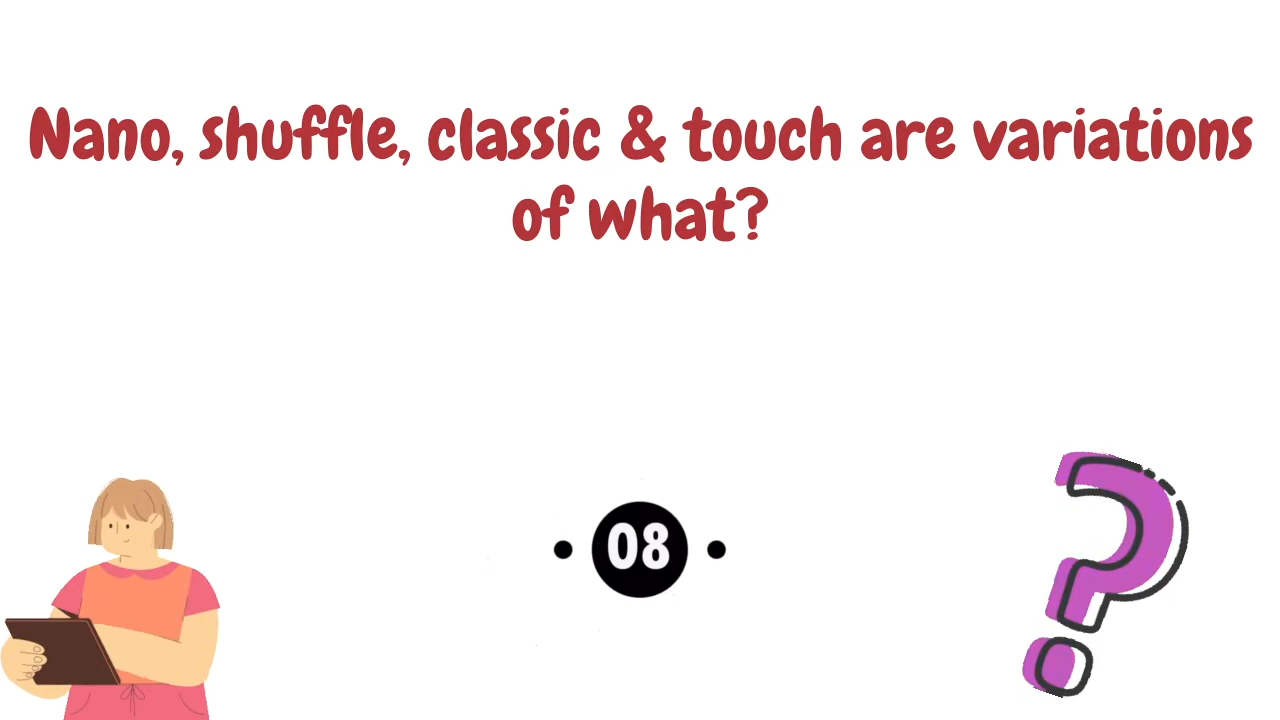 Nano, shuffle, classic & touch are variations
of what?
08